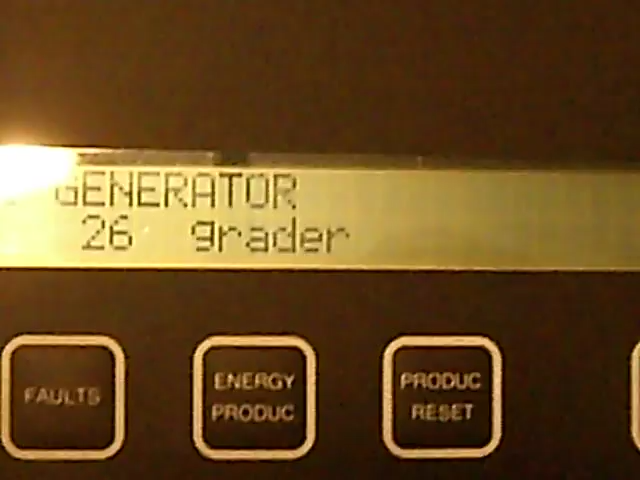 GENERATOR
26 grader
FAULTS
ENERGY
PRODUC
PRODUC
RESET